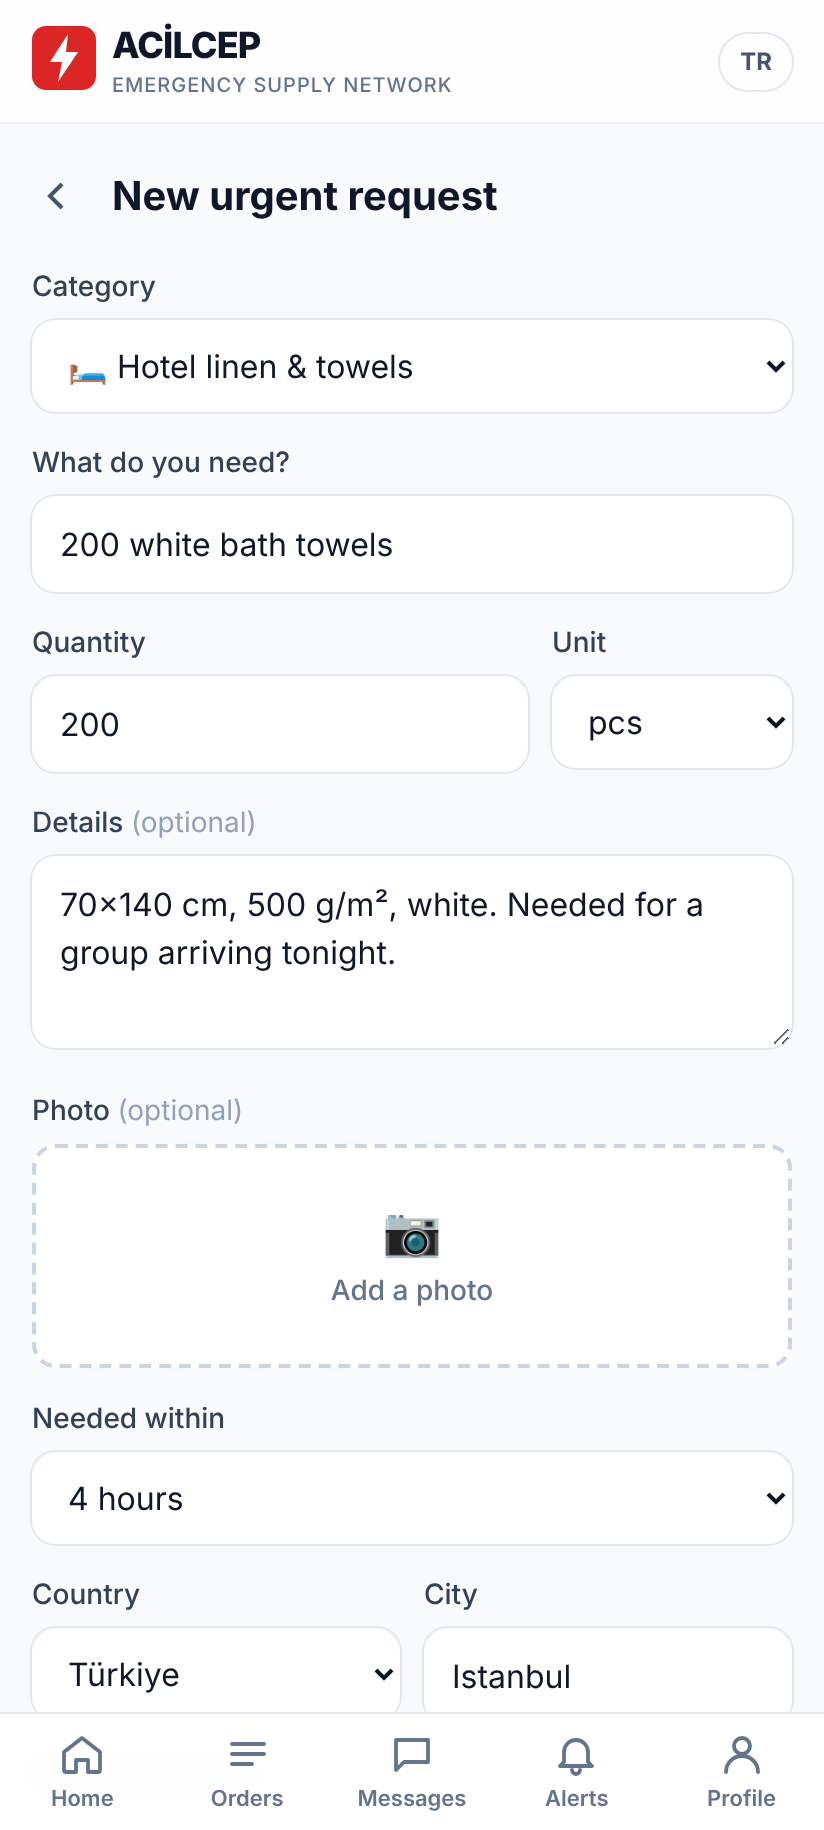 ACİLCEP
EMERGENCY SUPPLY NETWORK
TR
New urgent request
Category
Hotel linen & towels
What do you need?
200 white bath towels
Quantity
Unit
200
pcs
Details (optional)
70×140 cm, 500 g/m², white. Needed for a
group arriving tonight.
Photo (optional)
Add a photo
Needed within
4 hours
Country
City
Türkiye
Istanbul
Home
Orders
Messages
Alerts
Profile